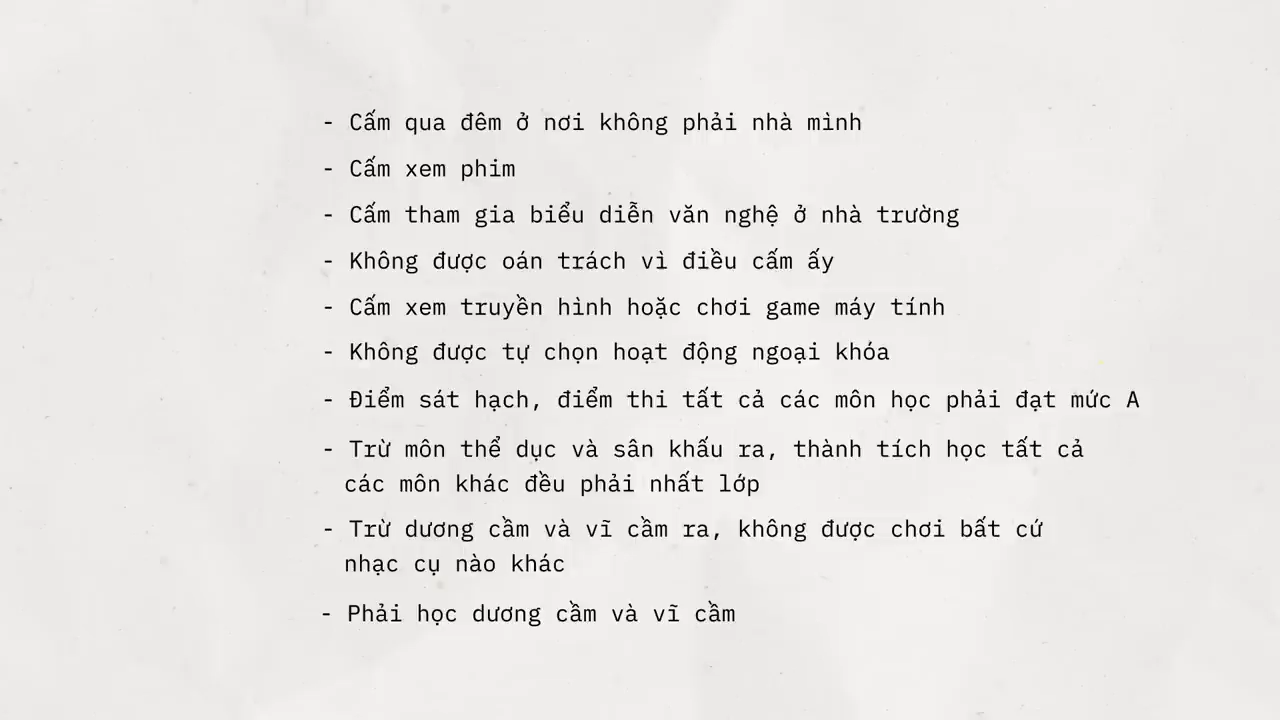 - Cấm qua đêm ở nơi không phải nhà mình
- Cấm xem phim
- Cấm tham gia biểu diễn văn nghệ ở nhà trường
- Không được oán trách vì điều cấm ấy
- Cấm xem truyền hình hoặc chơi game máy tính
- Không được tự chọn hoạt động ngoại khóa
- Điểm sát hạch, điểm thi tất cả các môn học phải đạt mức A
- Trừ môn thể dục và sân khấu ra, thành tích học tất cả
các môn khác đều phải nhất lớp
- Trừ dương cầm và vĩ cầm ra, không được chơi bất cứ
nhạc cụ nào khác
- Phải học dương cầm và vĩ cầm